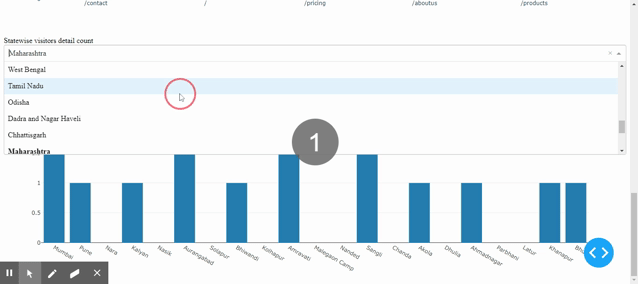 /contact / /pricing /aboutus /products
Statewise visitors detail count
Maharashtra × 
West Bengal
Tamil Nadu
Odisha
Dadra and Nagar Haveli
Chhattisgarh
Maharashtra
1
1
0.5
0
Mumbai Pune Nara Kalyan Nasik Aurangabad Solapur Bhiwandi Kolhapur Amravati Malegaon Camp Nanded Sangli Chanda Akola Dhulia Ahmadnagar Parbhani Latur Khanapur